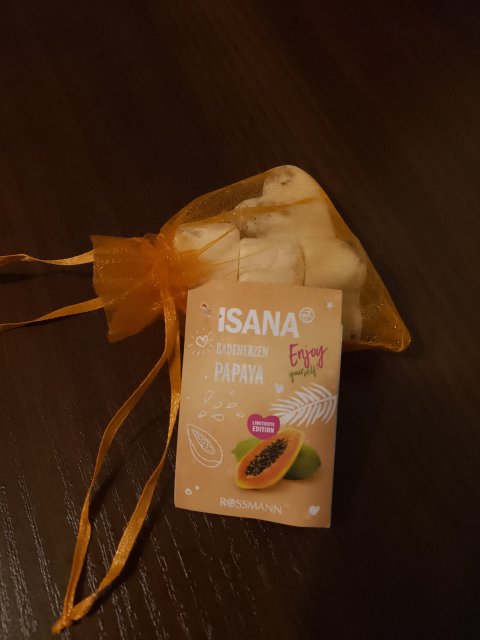 ISANA
BADEHERZEN
PAPAYA
Enjoy
yourself
LIMITIERTE
EDITION
ROSSMANN